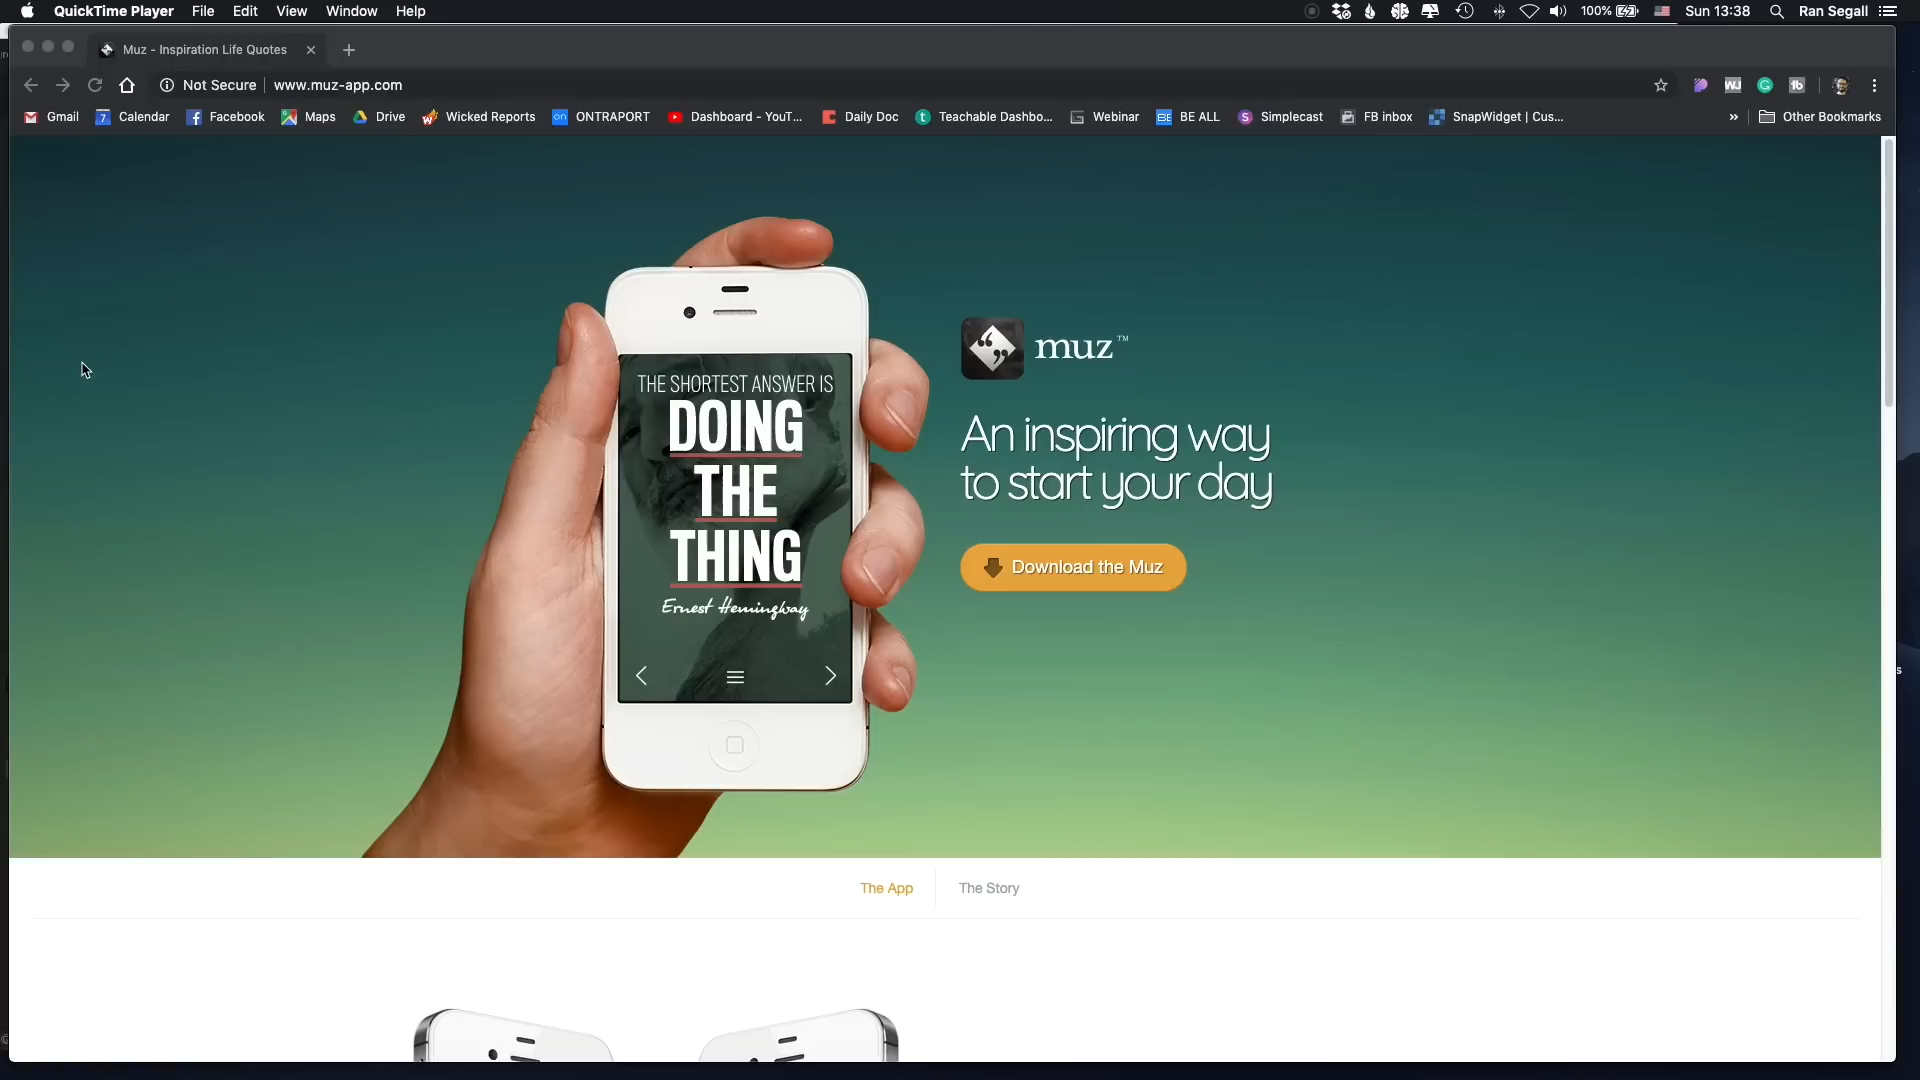 QuickTime Player File Edit View Window Help 100% Sun 13:38 Ran Segall
Muz - Inspiration Life Quotes
Not Secure www.muz-app.com
Gmail Calendar Facebook Maps Drive Wicked Reports ONTRAPORT Dashboard - YouT... Daily Doc Teachable Dashbo... Webinar BE ALL Simplecast FB inbox SnapWidget | Cus... » Other Bookmarks
THE SHORTEST ANSWER IS
DOING
THE
THING
Ernest Hemingway
muz™
An inspiring way
to start your day
Download the Muz
The App The Story